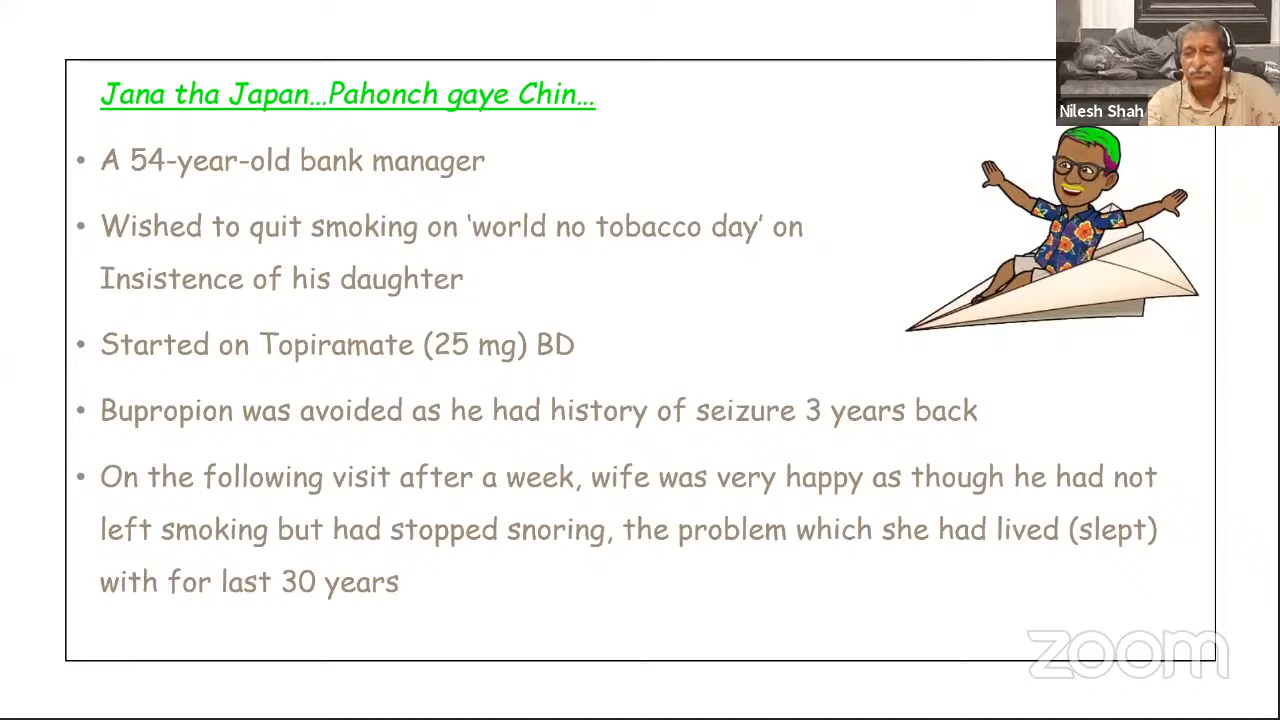 Nilesh Shah
Jana tha Japan...Pahonch gaye Chin...
• A 54-year-old bank manager
• Wished to quit smoking on ‘world no tobacco day’ on
Insistence of his daughter
• Started on Topiramate (25 mg) BD
• Bupropion was avoided as he had history of seizure 3 years back
• On the following visit after a week, wife was very happy as though he had not
left smoking but had stopped snoring, the problem which she had lived (slept)
with for last 30 years
zoom